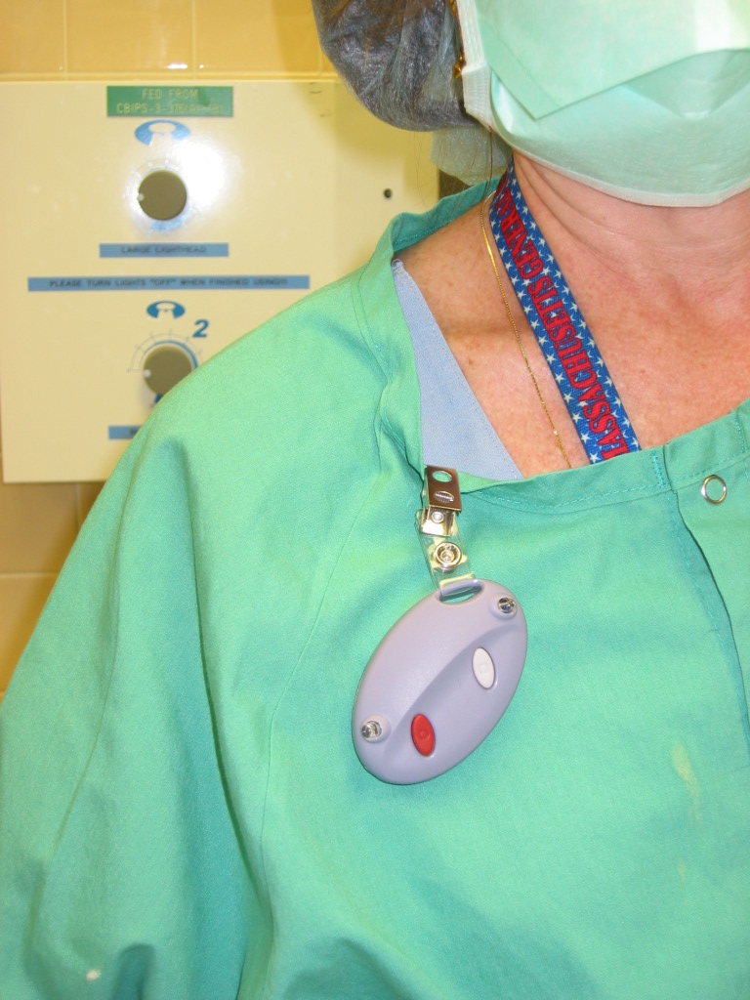 FED FROM
LARGE LIGHTHEAD
PLEASE TURN LIGHTS "OFF" WHEN FINISHED USING!!!
2
MASSACHUSETTS GENERAL